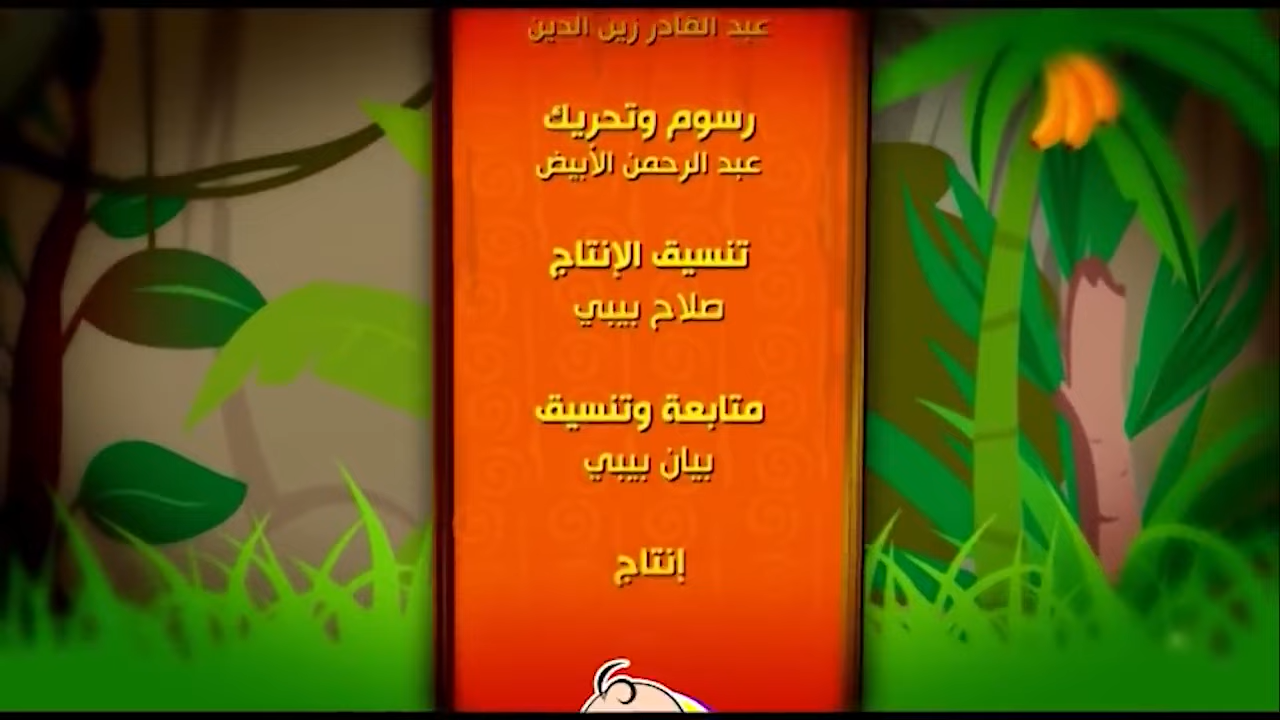 عبد القادر زين الدين
رسوم وتحريك
عبد الرحمن الأبيض
تنسيق الإنتاج
صلاح بيبي
متابعة وتنسيق
بيان بيبي
إنتاج